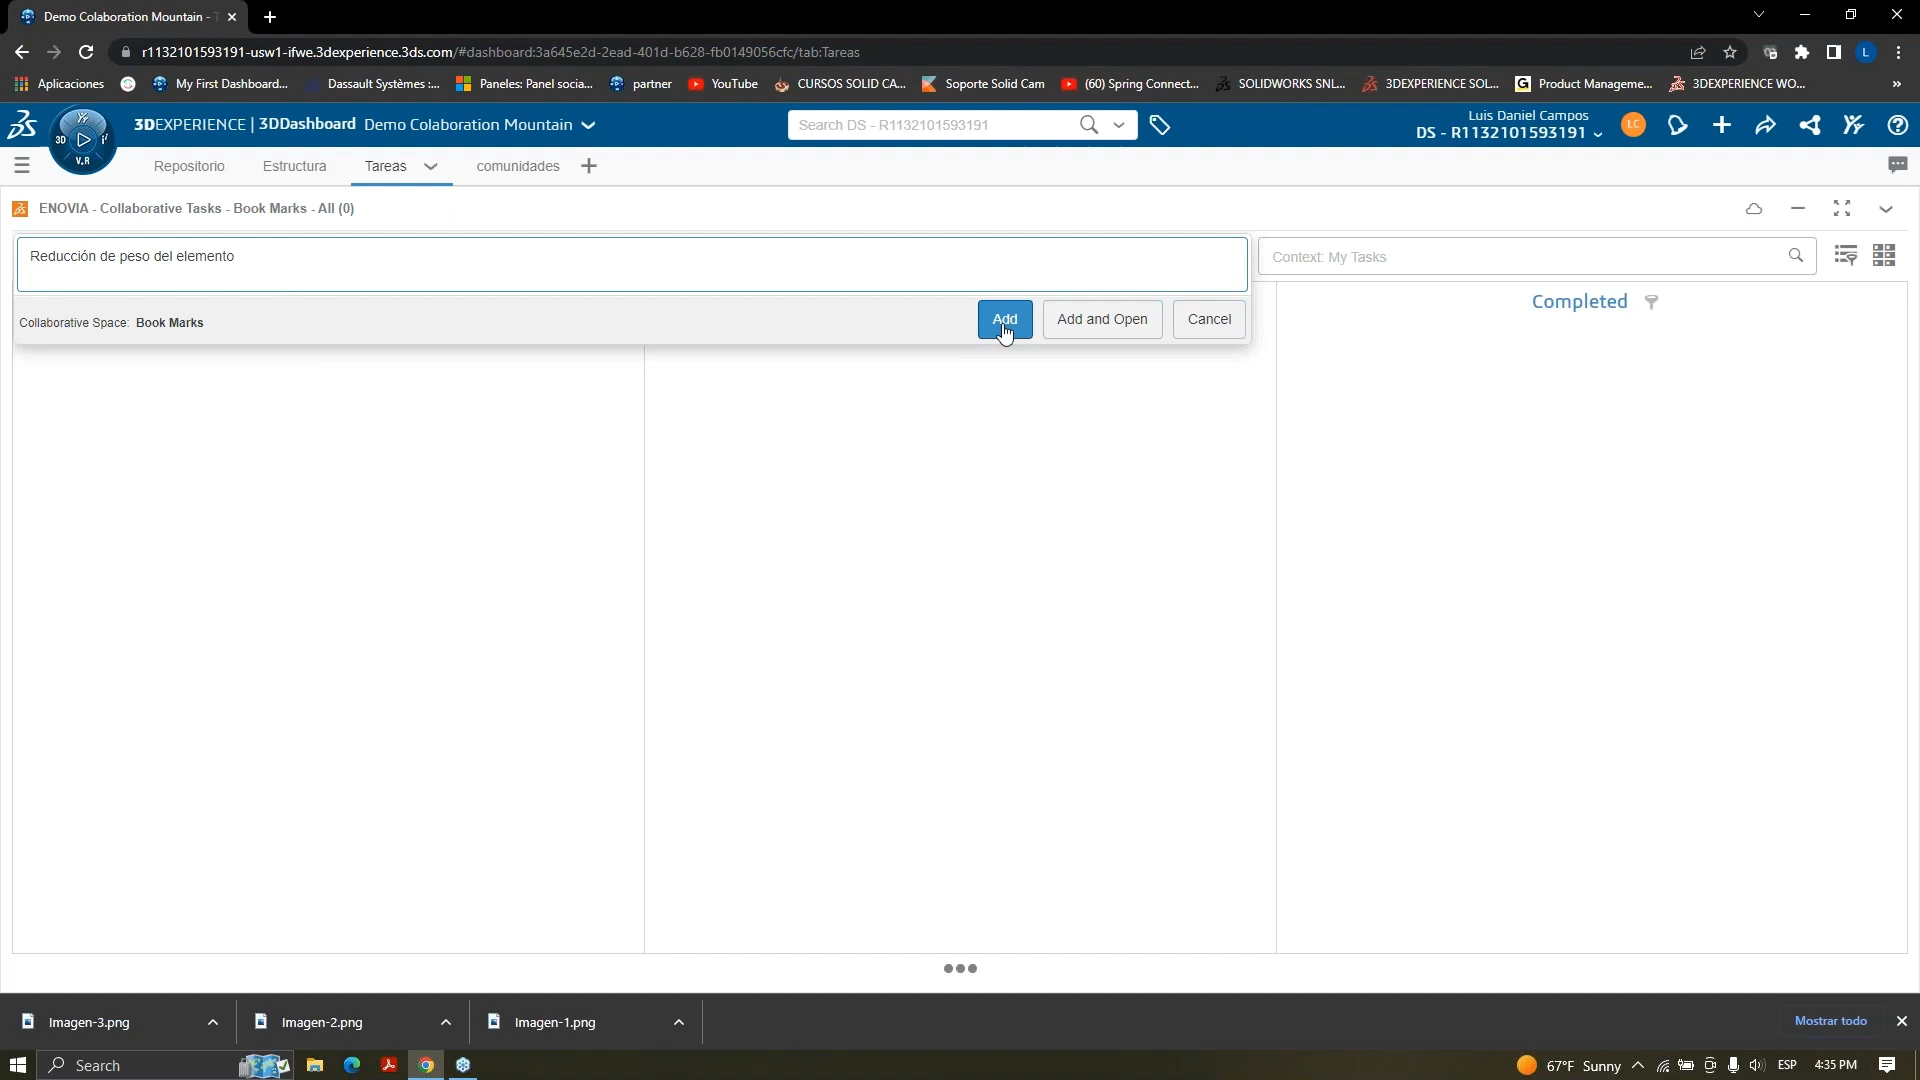 Demo Colaboration Mountain -
r1132101593191-usw1-ifwe.3dexperience.3ds.com/#dashboard:3a645e2d-2ead-401d-b628-fb0149056cfc/tab:Tareas
Aplicaciones My First Dashboard... Dassault Systèmes :... Paneles: Panel socia... partner YouTube CURSOS SOLID CA... Soporte Solid Cam (60) Spring Connect... SOLIDWORKS SNL... 3DEXPERIENCE SOL... Product Manageme... 3DEXPERIENCE WO... »
3DEXPERIENCE | 3DDashboard Demo Colaboration Mountain
3D V.R
Search DS - R1132101593191
Luis Daniel Campos
DS - R1132101593191
LC
Repositorio Estructura Tareas comunidades
ENOVIA - Collaborative Tasks - Book Marks - All (0)
Reducción de peso del elemento
Context: My Tasks
Collaborative Space: Book Marks
Add Add and Open Cancel
Completed
Imagen-3.png Imagen-2.png Imagen-1.png Mostrar todo
Search
67°F Sunny ESP 4:35 PM